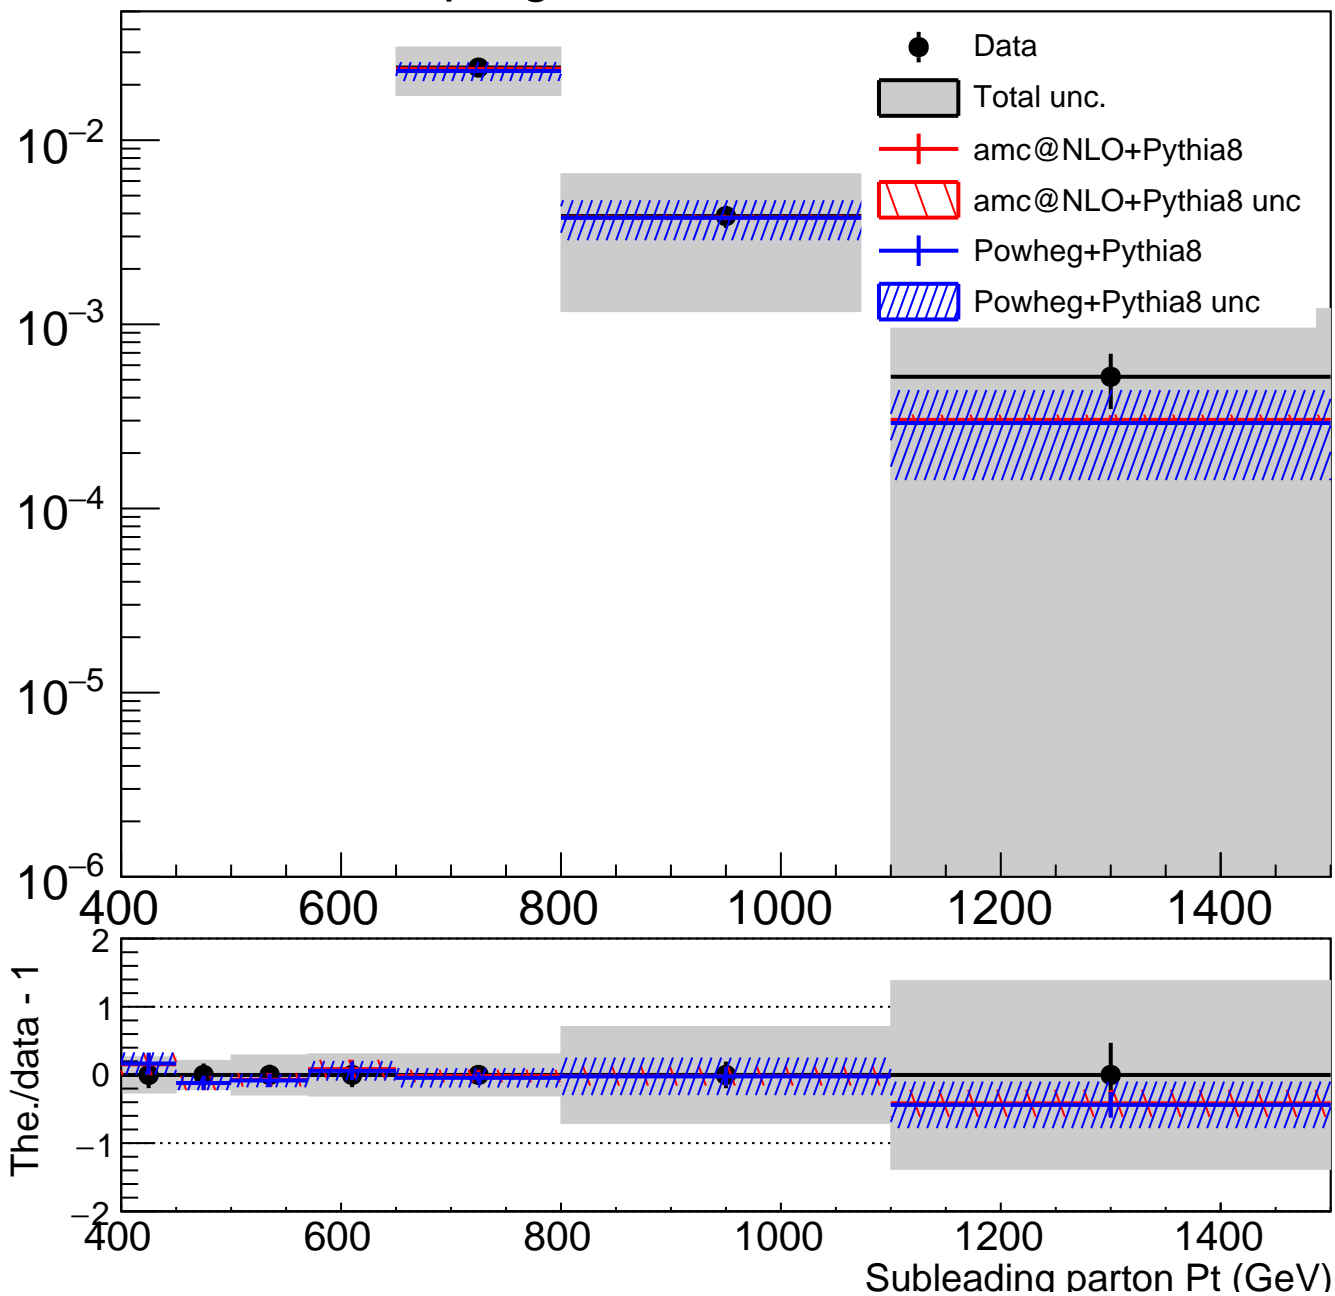 Data
Total unc.
amc@NLO+Pythia8
amc@NLO+Pythia8 unc
Powheg+Pythia8
Powheg+Pythia8 unc
10−2
10−3
10−4
10−5
10−6
400 600 800 1000 1200 1400
The./data - 1
2
1
0
−1
−2
400 600 800 1000 1200 1400
Subleading parton Pt (GeV)